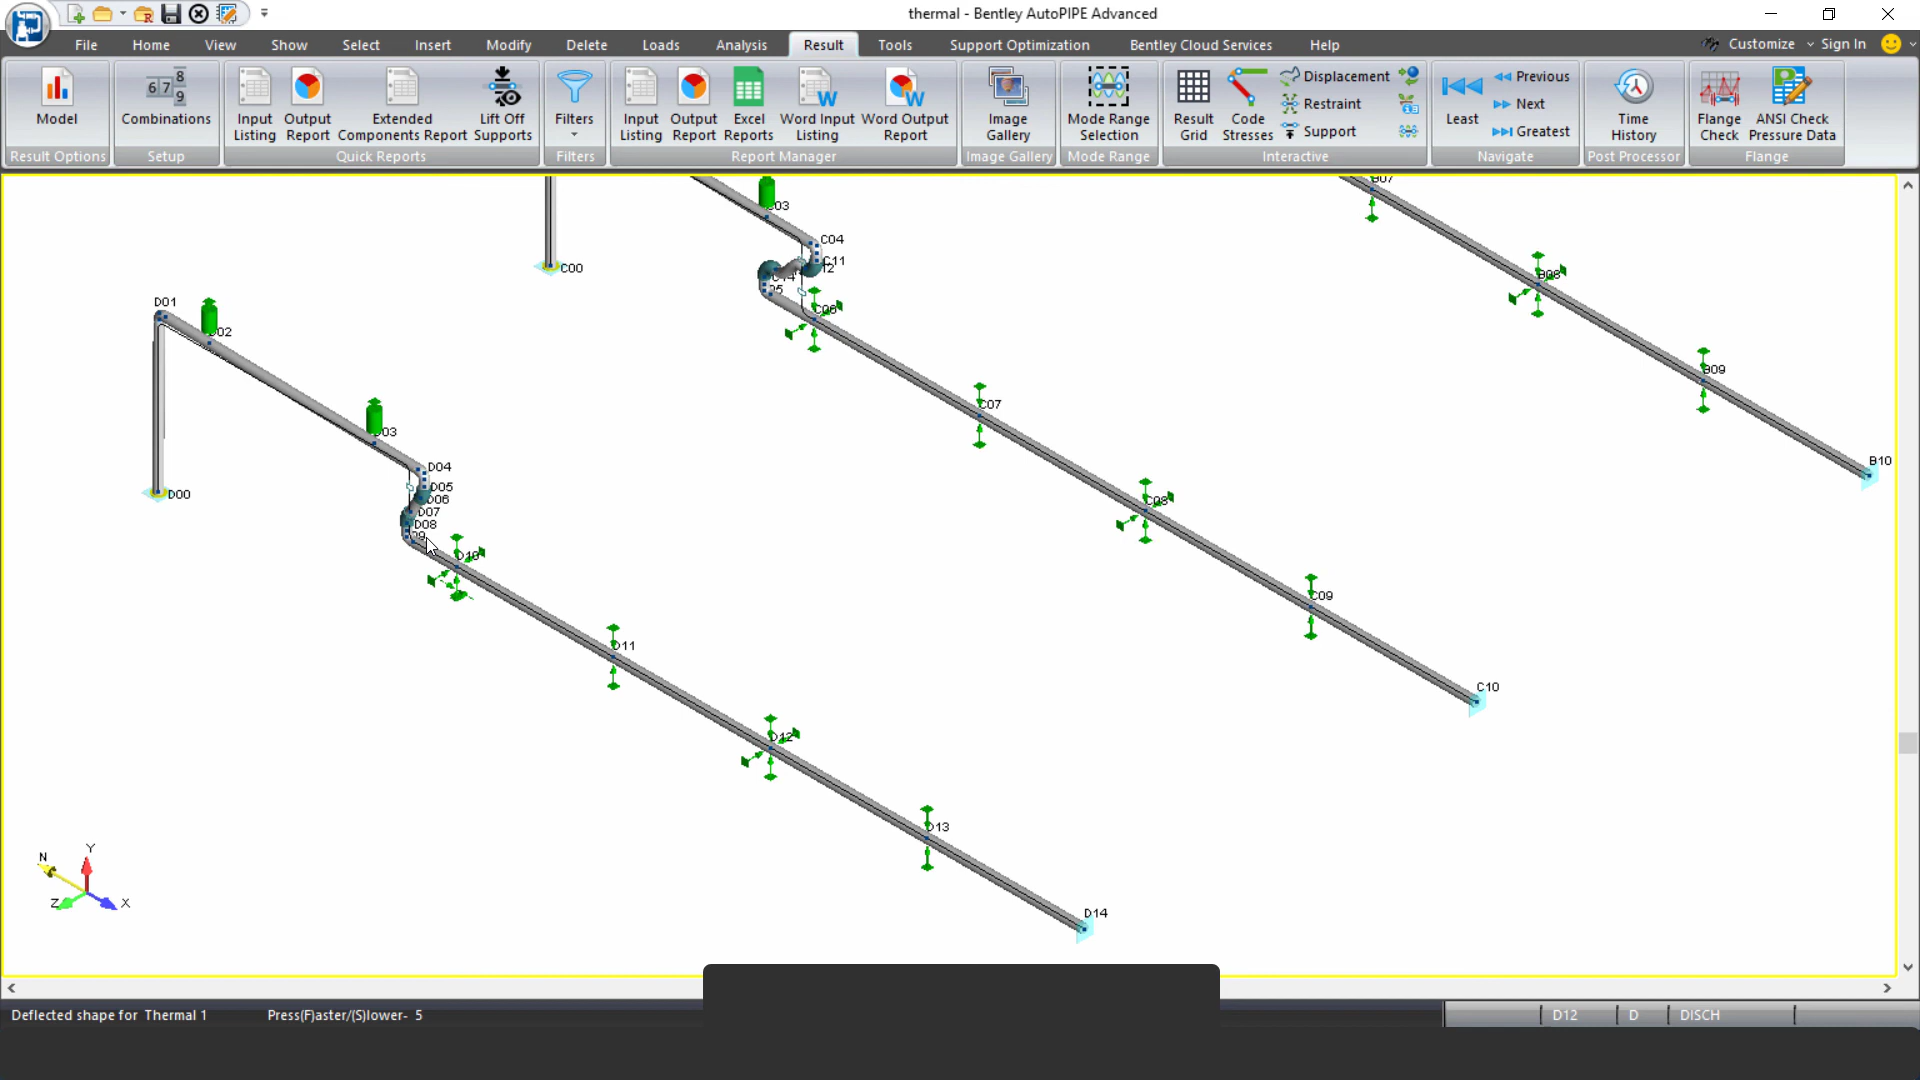 thermal - Bentley AutoPIPE Advanced
File Home View Show Select Insert Modify Delete Loads Analysis Result Tools Support Optimization Bentley Cloud Services Help Customize Sign In
Model
Result Options
Combinations
Setup
Input Listing
Output Report
Extended Components Report
Lift Off Supports
Quick Reports
Filters
Filters
Input Listing
Output Report
Excel Reports
Word Input Listing
Word Output Report
Report Manager
Image Gallery
Image Gallery
Mode Range Selection
Mode Range
Result Grid
Code Stresses
Displacement
Restraint
Support
Interactive
Least
Previous
Next
Greatest
Navigate
Time History
Post Processor
Flange Check
ANSI Check Pressure Data
Flange
B07
C04
C11
C00
B08
D01
C06
B09
C07
B10
D04
D05
D06
D00
C08
D07
D08
D10
C09
D11
C10
D12
D13
D14
N
Y
Z
X
Deflected shape for Thermal 1 Press(F)aster/(S)lower- 5 D12 D DISCH